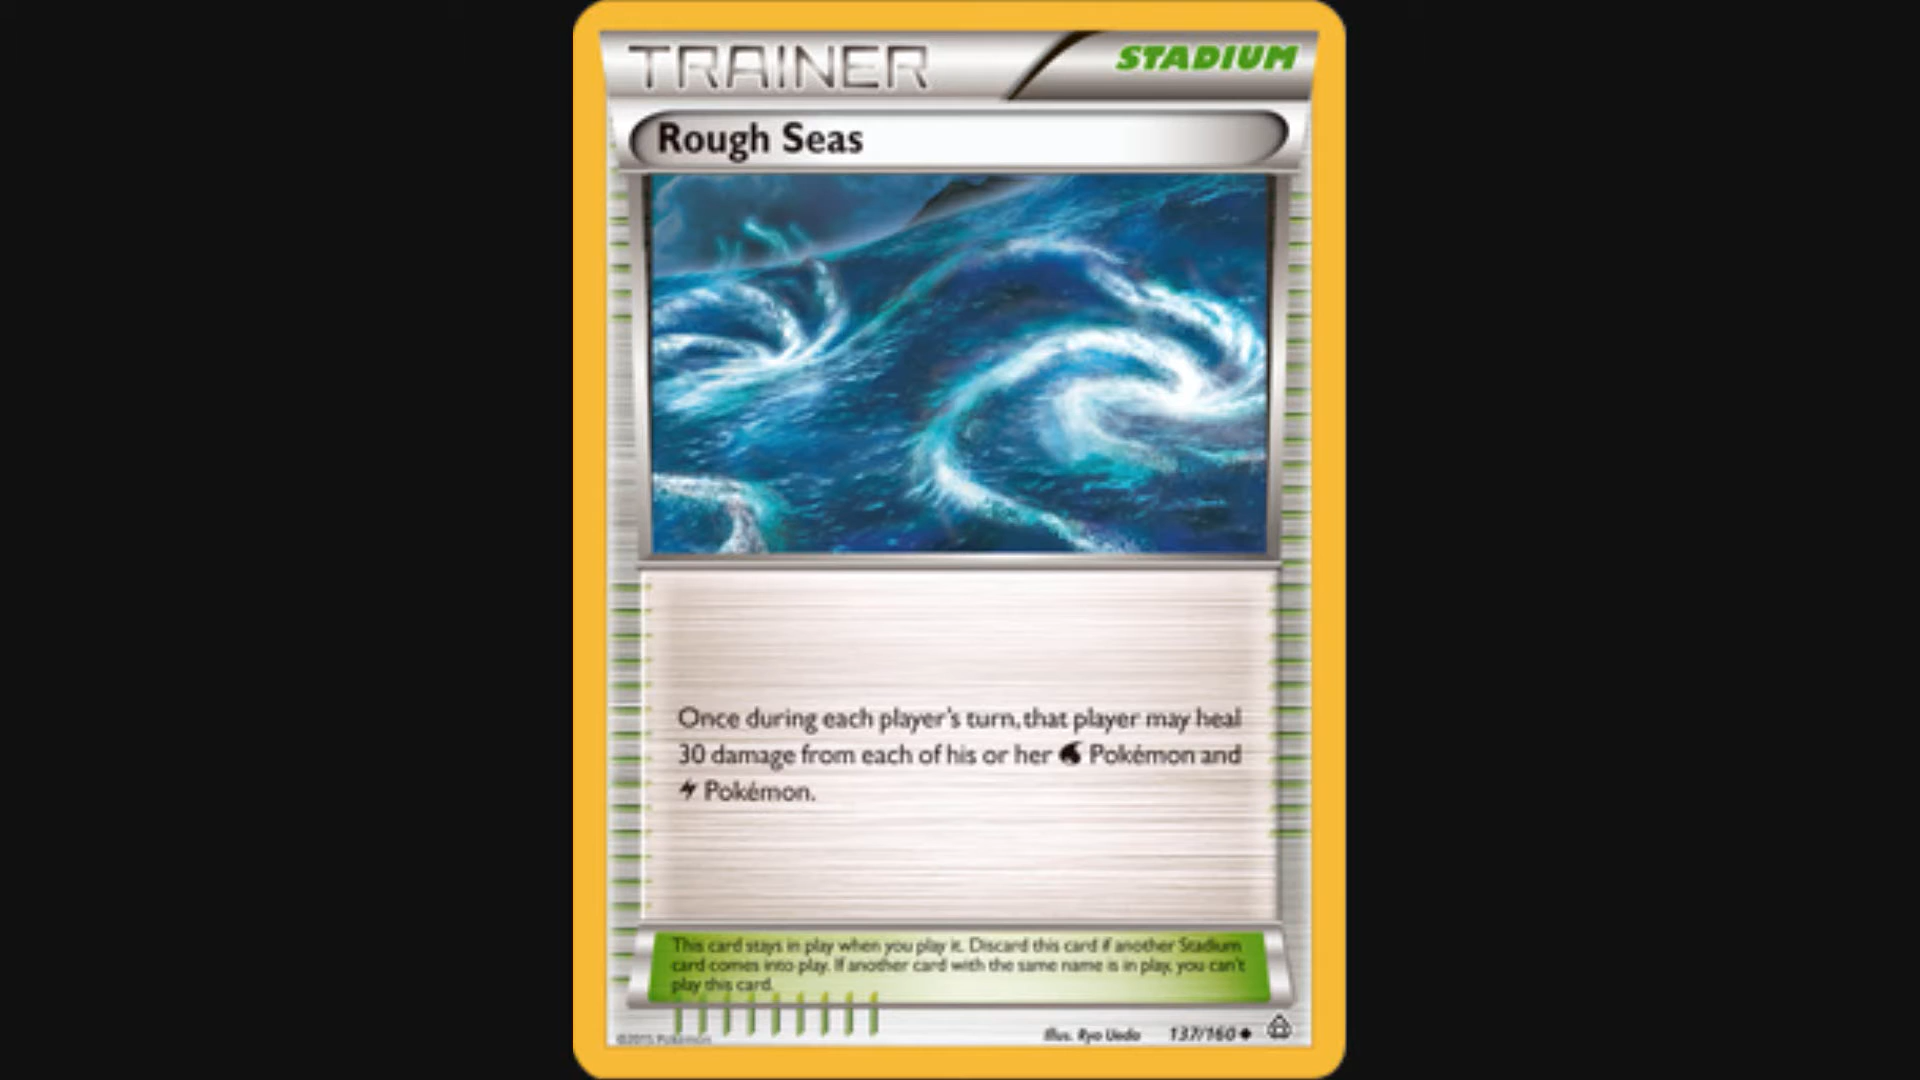 TRAINER
STADIUM
Rough Seas
Once during each player's turn, that player may heal
30 damage from each of his or her Pokémon and
Pokémon.
This card stays in play when you play it. Discard this card if another Stadium
card comes into play. If another card with the same name is in play, you can't
play this card.
©2015 Pokémon
Illus. Ryo Ueda
137/160